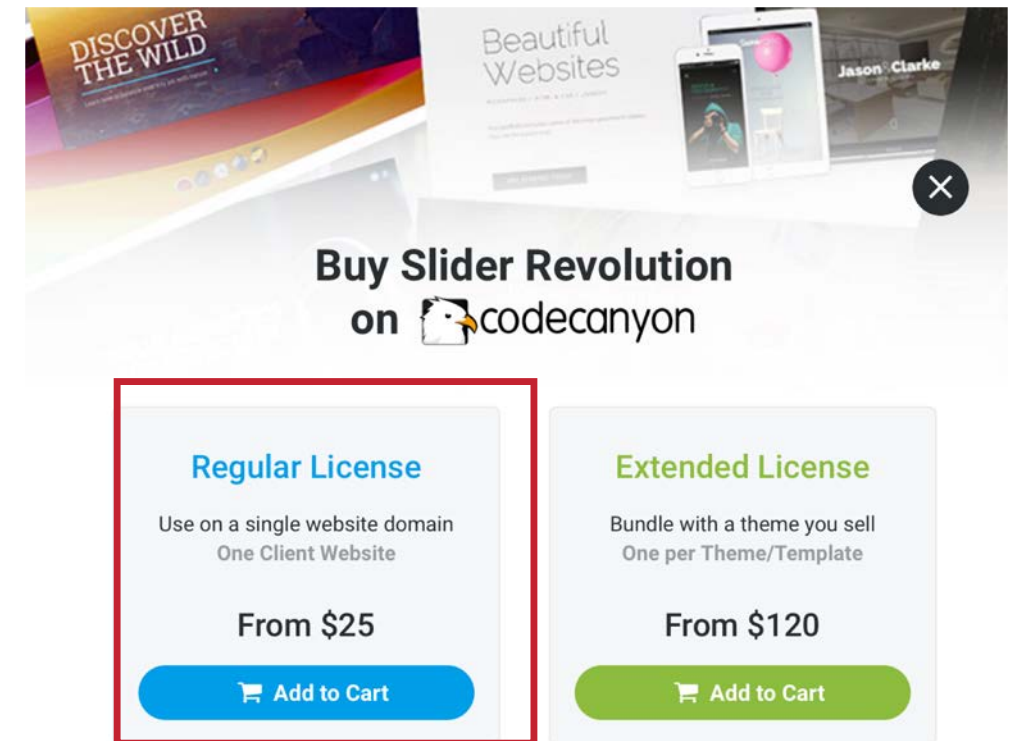 DISCOVER
THE WILD
Beautiful
Websites
Jason & Clarke
Buy Slider Revolution
on codecanyon
Regular License
Use on a single website domain
One Client Website
From $25
Add to Cart
Extended License
Bundle with a theme you sell
One per Theme/Template
From $120
Add to Cart